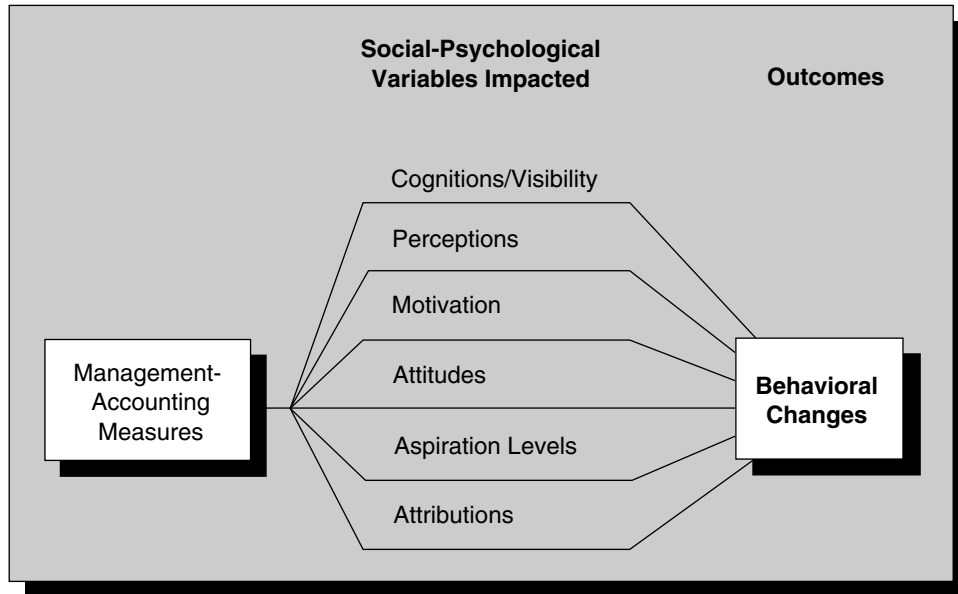 Social-Psychological
Variables Impacted
Outcomes
Cognitions/Visibility
Perceptions
Motivation
Attitudes
Aspiration Levels
Attributions
Management-
Accounting
Measures
Behavioral
Changes